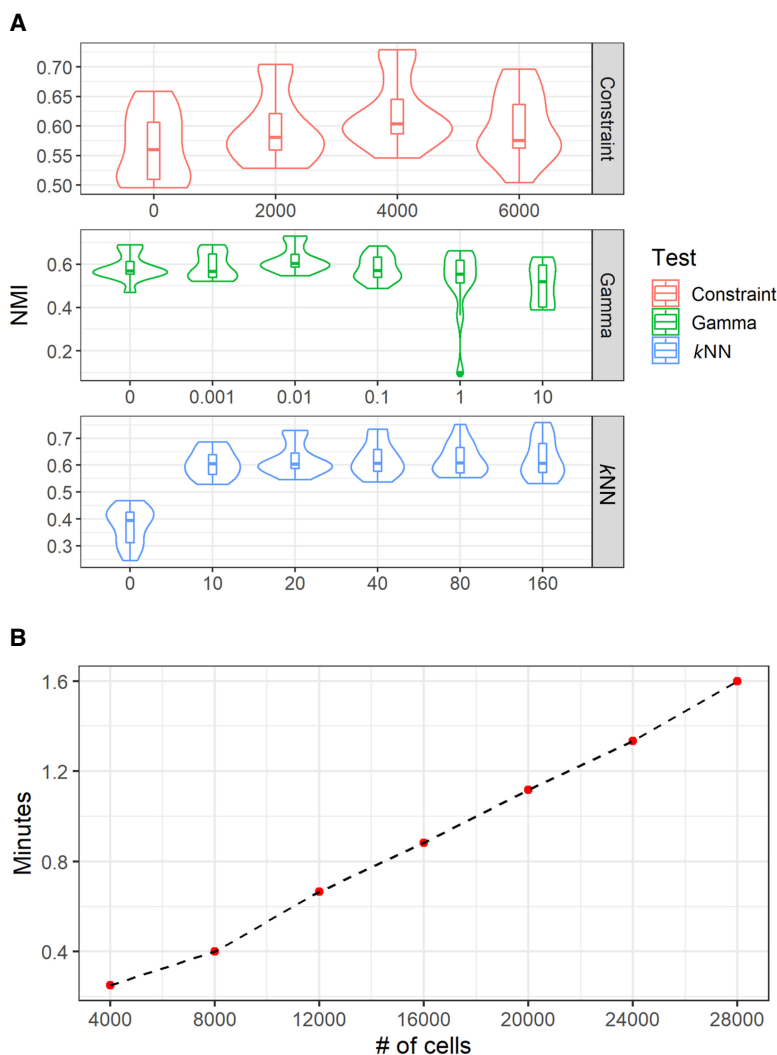 A
NMI
0.70
0.65
0.60
0.55
0.50
0 2000 4000 6000
Constraint
0.6
0.4
0.2
0 0.001 0.01 0.1 1 10
Gamma
0.7
0.6
0.5
0.4
0.3
0 10 20 40 80 160
kNN
Test
Constraint
Gamma
kNN
B
Minutes
1.6
1.2
0.8
0.4
4000 8000 12000 16000 20000 24000 28000
# of cells